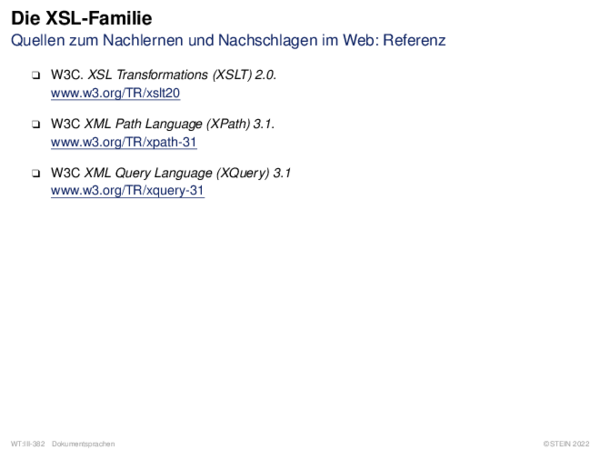 Die XSL-Familie
Quellen zum Nachlernen und Nachschlagen im Web: Referenz
❑ W3C. XSL Transformations (XSLT) 2.0.
www.w3.org/TR/xslt20
❑ W3C XML Path Language (XPath) 3.1.
www.w3.org/TR/xpath-31
❑ W3C XML Query Language (XQuery) 3.1
www.w3.org/TR/xquery-31
WT:III-382 Dokumentsprachen ©STEIN 2022